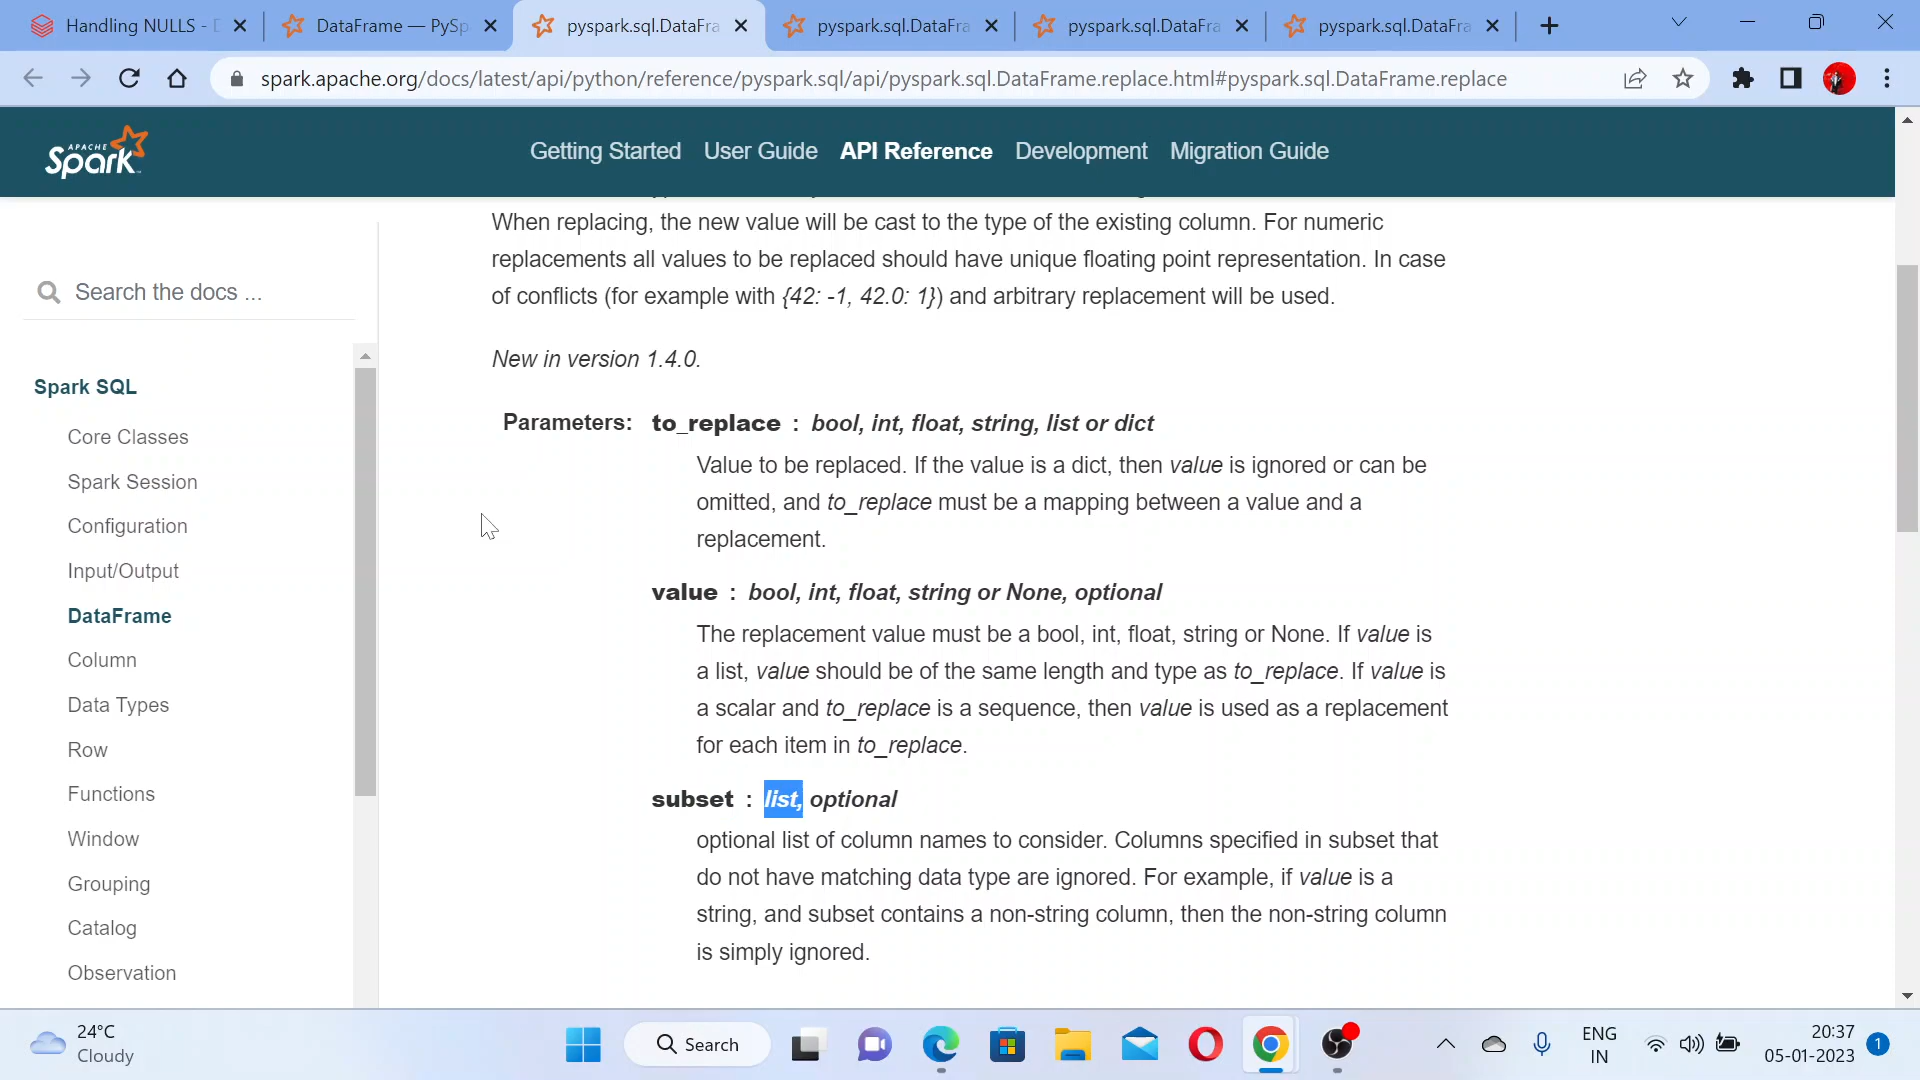 Handling NULLS - D
DataFrame — PySp
pyspark.sql.DataFra
pyspark.sql.DataFra
pyspark.sql.DataFra
pyspark.sql.DataFra
spark.apache.org/docs/latest/api/python/reference/pyspark.sql/api/pyspark.sql.DataFrame.replace.html#pyspark.sql.DataFrame.replace
APACHE
Spark
Getting Started User Guide API Reference Development Migration Guide
Search the docs ...
Spark SQL
Core Classes
Spark Session
Configuration
Input/Output
DataFrame
Column
Data Types
Row
Functions
Window
Grouping
Catalog
Observation
When replacing, the new value will be cast to the type of the existing column. For numeric
replacements all values to be replaced should have unique floating point representation. In case
of conflicts (for example with {42: -1, 42.0: 1}) and arbitrary replacement will be used.
New in version 1.4.0.
Parameters: to_replace : bool, int, float, string, list or dict
Value to be replaced. If the value is a dict, then value is ignored or can be
omitted, and to_replace must be a mapping between a value and a
replacement.
value : bool, int, float, string or None, optional
The replacement value must be a bool, int, float, string or None. If value is
a list, value should be of the same length and type as to_replace. If value is
a scalar and to_replace is a sequence, then value is used as a replacement
for each item in to_replace.
subset : list, optional
optional list of column names to consider. Columns specified in subset that
do not have matching data type are ignored. For example, if value is a
string, and subset contains a non-string column, then the non-string column
is simply ignored.
24°C
Cloudy
Search
ENG
IN
20:37
05-01-2023
1